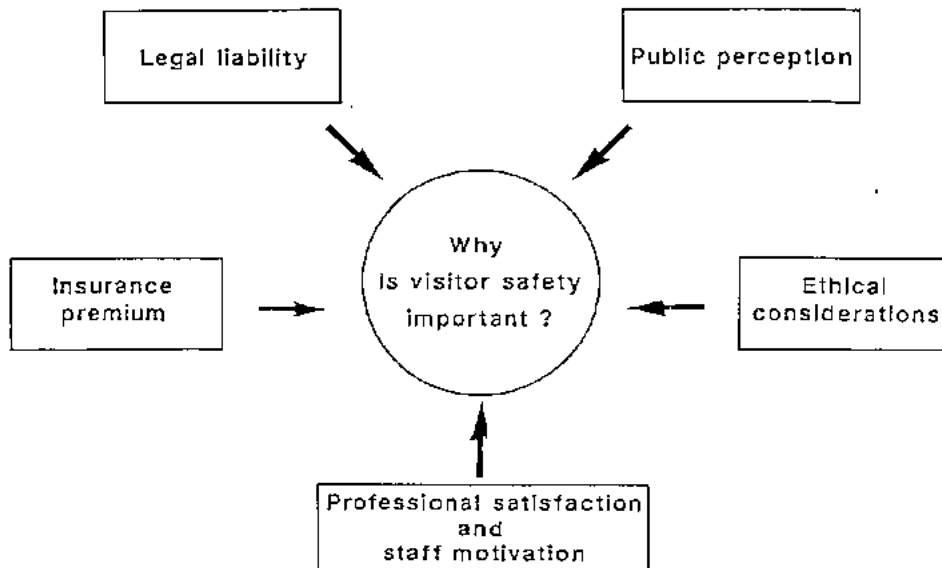 Legal liability
Public perception
Why
is visitor safety
important ?
Insurance
premium
Ethical
considerations
Professional satisfaction
and
staff motivation